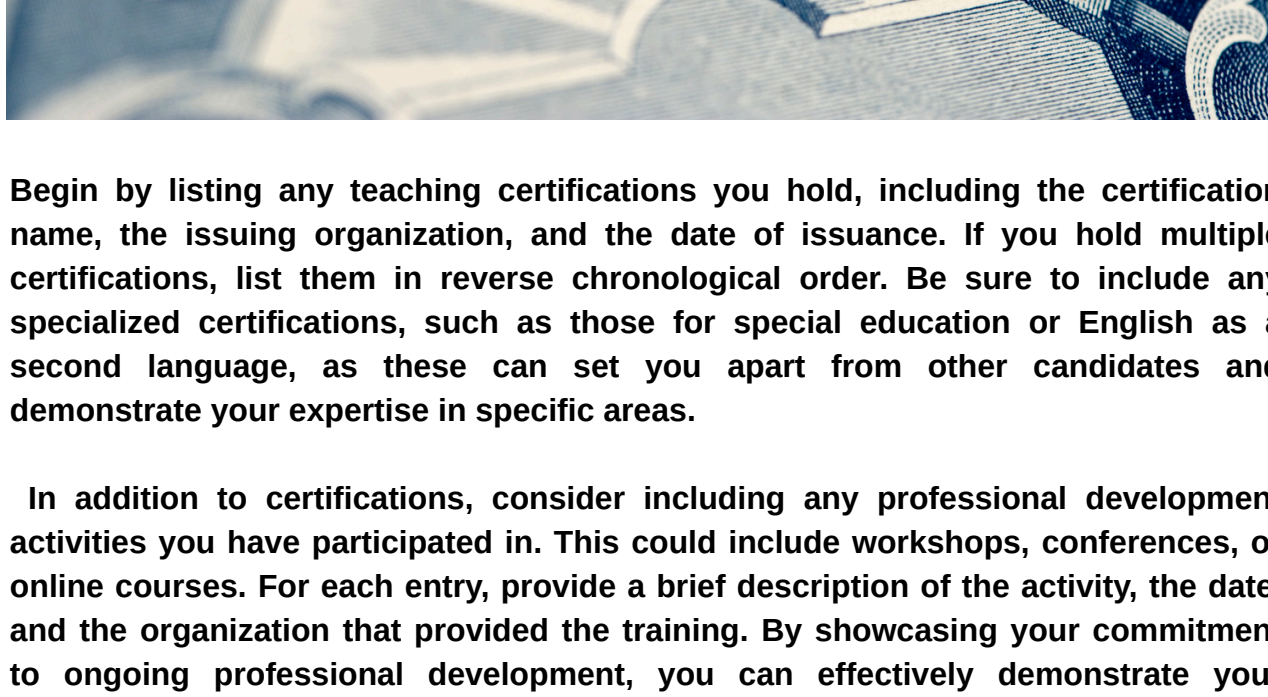 Begin by listing any teaching certifications you hold, including the certification
name, the issuing organization, and the date of issuance. If you hold multiple
certifications, list them in reverse chronological order. Be sure to include any
specialized certifications, such as those for special education or English as a
second language, as these can set you apart from other candidates and
demonstrate your expertise in specific areas.
In addition to certifications, consider including any professional developmen
activities you have participated in. This could include workshops, conferences, o
online courses. For each entry, provide a brief description of the activity, the date
and the organization that provided the training. By showcasing your commitmen
to ongoing professional development, you can effectively demonstrate you